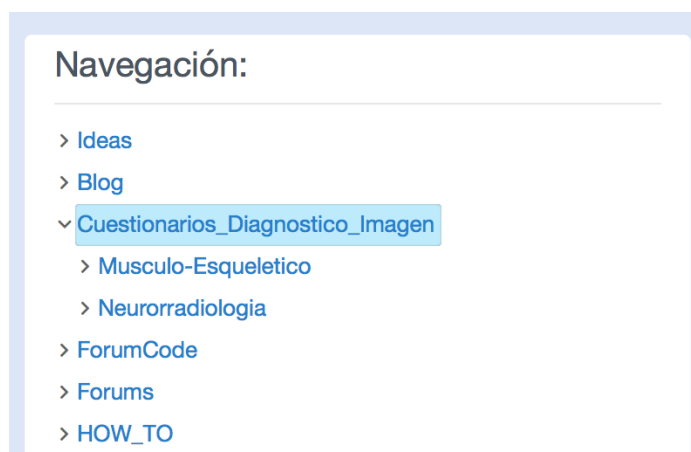 Navegación:
Ideas
Blog
Cuestionarios_Diagnostico_Imagen
Musculo-Esqueletico
Neurorradiologia
ForumCode
Forums
HOW_TO